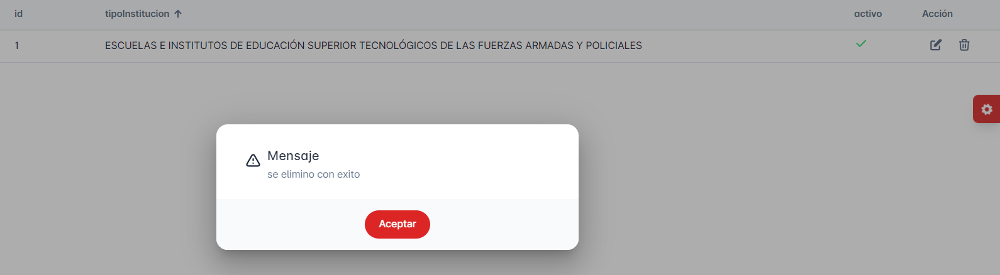 id tipoInstitucion activo Acción
1 ESCUELAS E INSTITUTOS DE EDUCACIÓN SUPERIOR TECNOLÓGICOS DE LAS FUERZAS ARMADAS Y POLICIALES
Mensaje
se elimino con exito
Aceptar